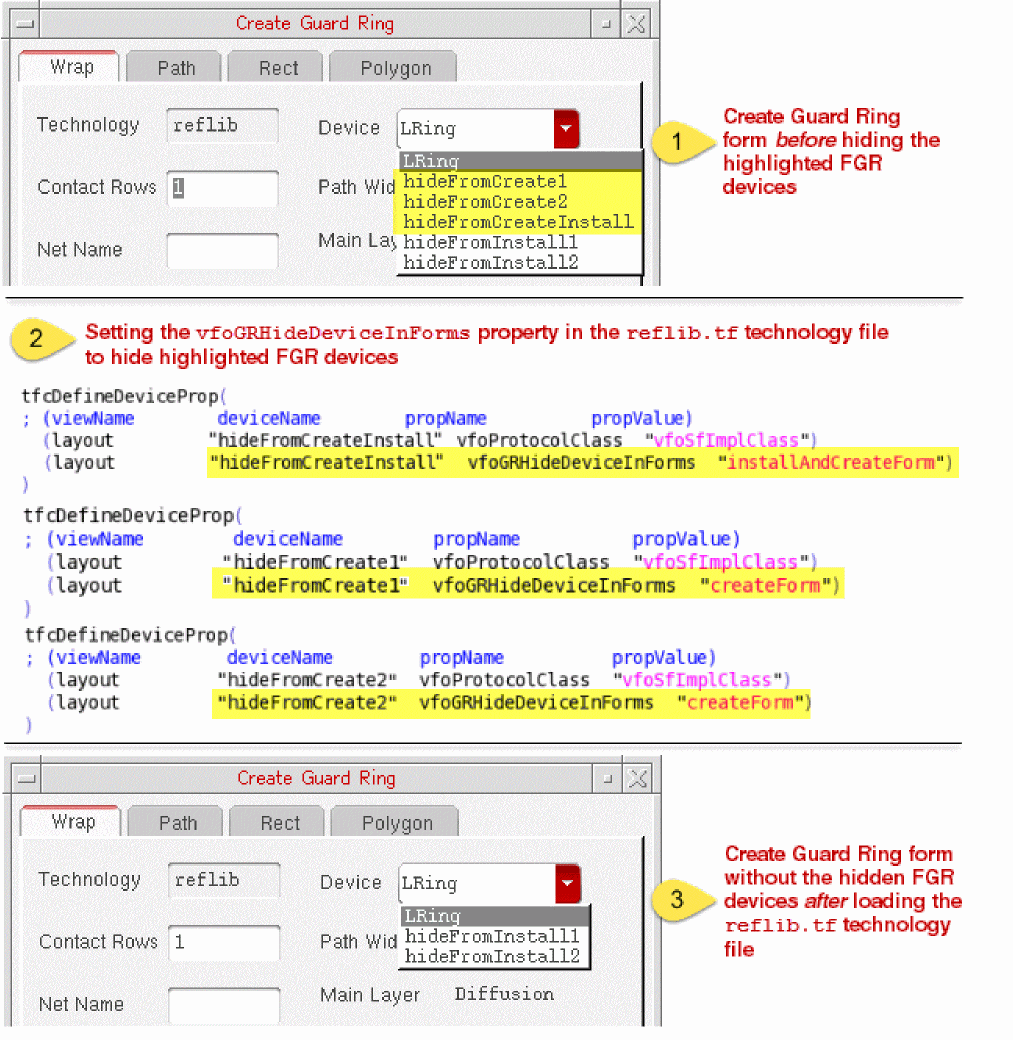 Create Guard Ring
Wrap Path Rect Polygon
Technology reflib Device LRing
LRing
Contact Rows 1 Path Wid hideFromCreate1
hideFromCreate2
hideFromCreateInstall
Net Name Main Lay hideFromInstall1
hideFromInstall2
1
Create Guard Ring
form before hiding the
highlighted FGR
devices
2
Setting the vfoGRHideDeviceInForms property in the reflib.tf technology file
to hide highlighted FGR devices
tfcDefineDeviceProp(
; (viewName deviceName propName propValue)
(layout "hideFromCreateInstall" vfoProtocolClass "vfoSfImplClass")
(layout "hideFromCreateInstall" vfoGRHideDeviceInForms "installAndCreateForm")
)
tfcDefineDeviceProp(
; (viewName deviceName propName propValue)
(layout "hideFromCreate1" vfoProtocolClass "vfoSfImplClass")
(layout "hideFromCreate1" vfoGRHideDeviceInForms "createForm")
)
tfcDefineDeviceProp(
; (viewName deviceName propName propValue)
(layout "hideFromCreate2" vfoProtocolClass "vfoSfImplClass")
(layout "hideFromCreate2" vfoGRHideDeviceInForms "createForm")
)
Create Guard Ring
Wrap Path Rect Polygon
Technology reflib Device LRing
LRing
Contact Rows 1 Path Wid hideFromInstall1
hideFromInstall2
Net Name Main Layer Diffusion
3
Create Guard Ring form
without the hidden FGR
devices after loading the
reflib.tf technology
file